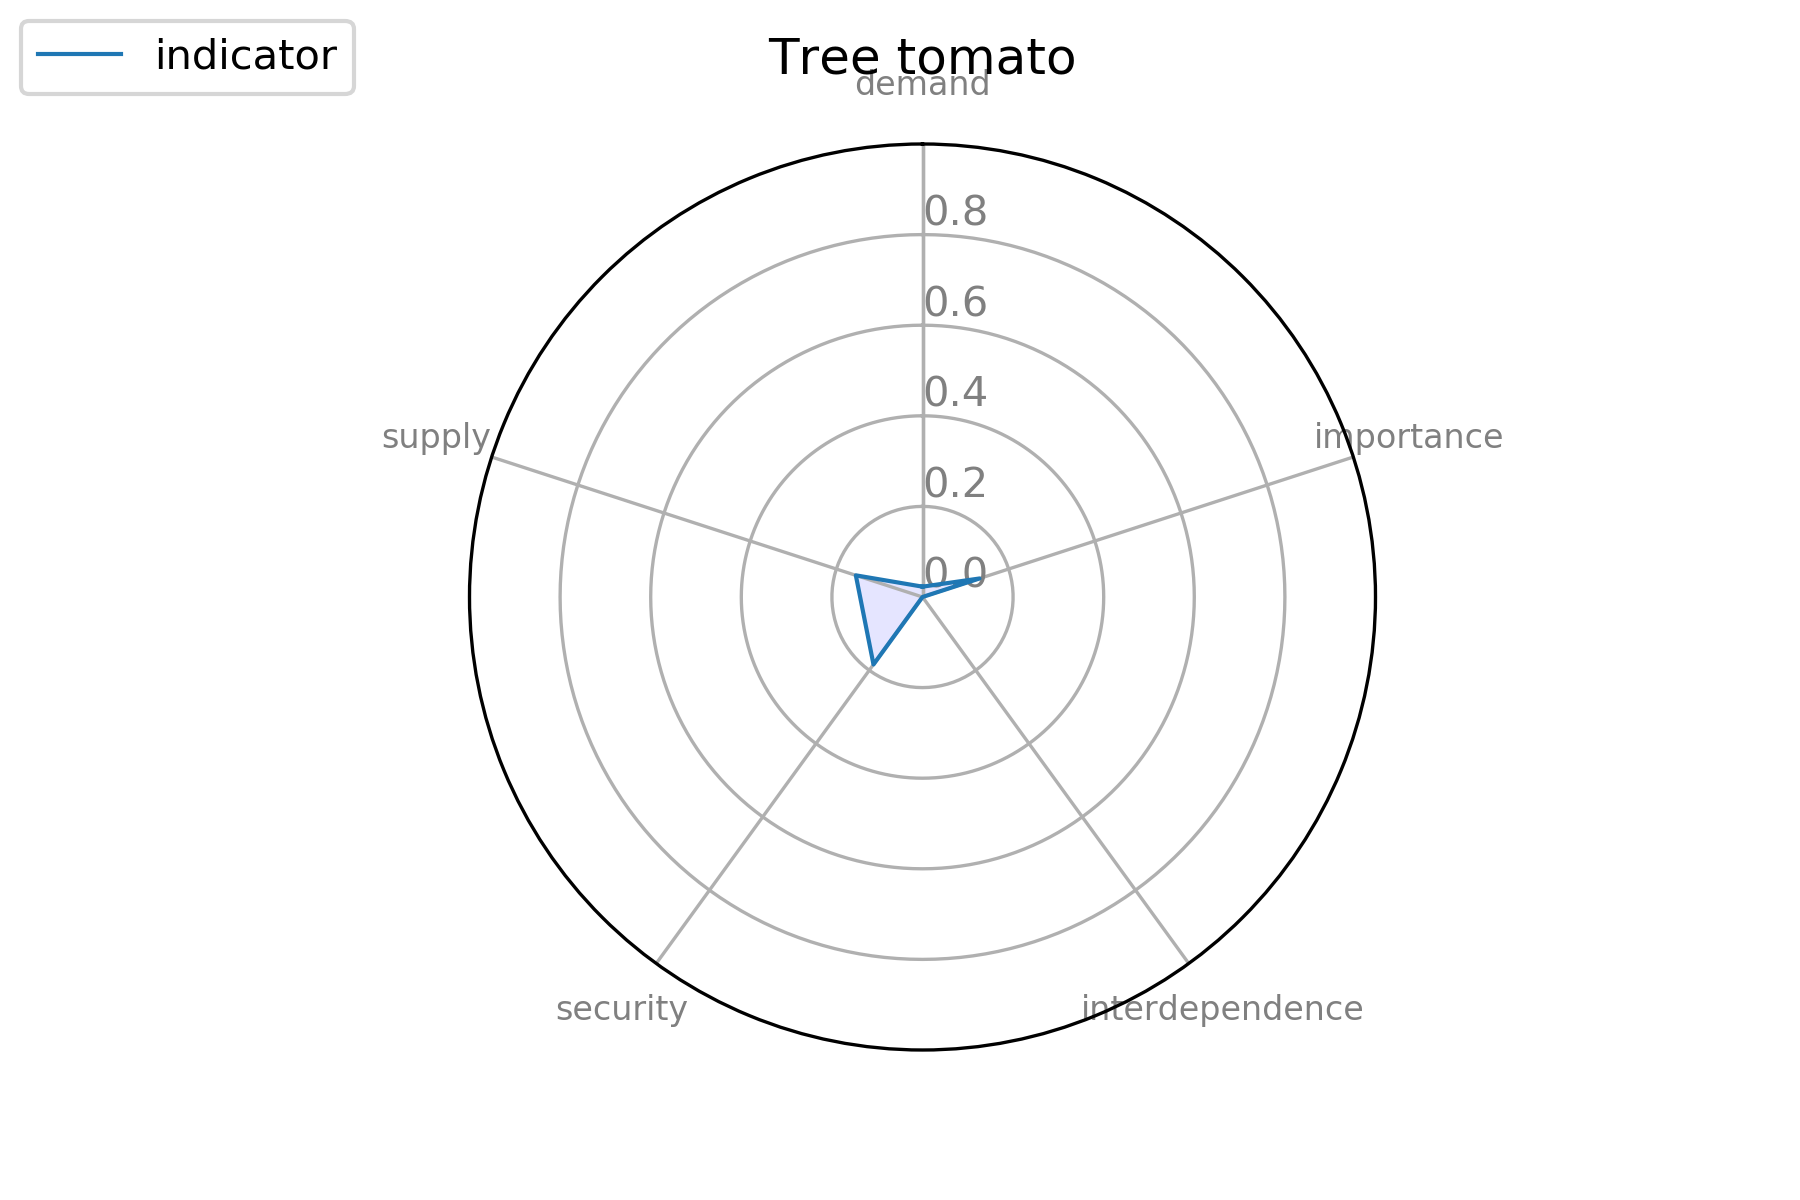 indicator
Tree tomato
demand
0.8
0.6
0.4
supply
importance
0.2
0.0
security
interdependence